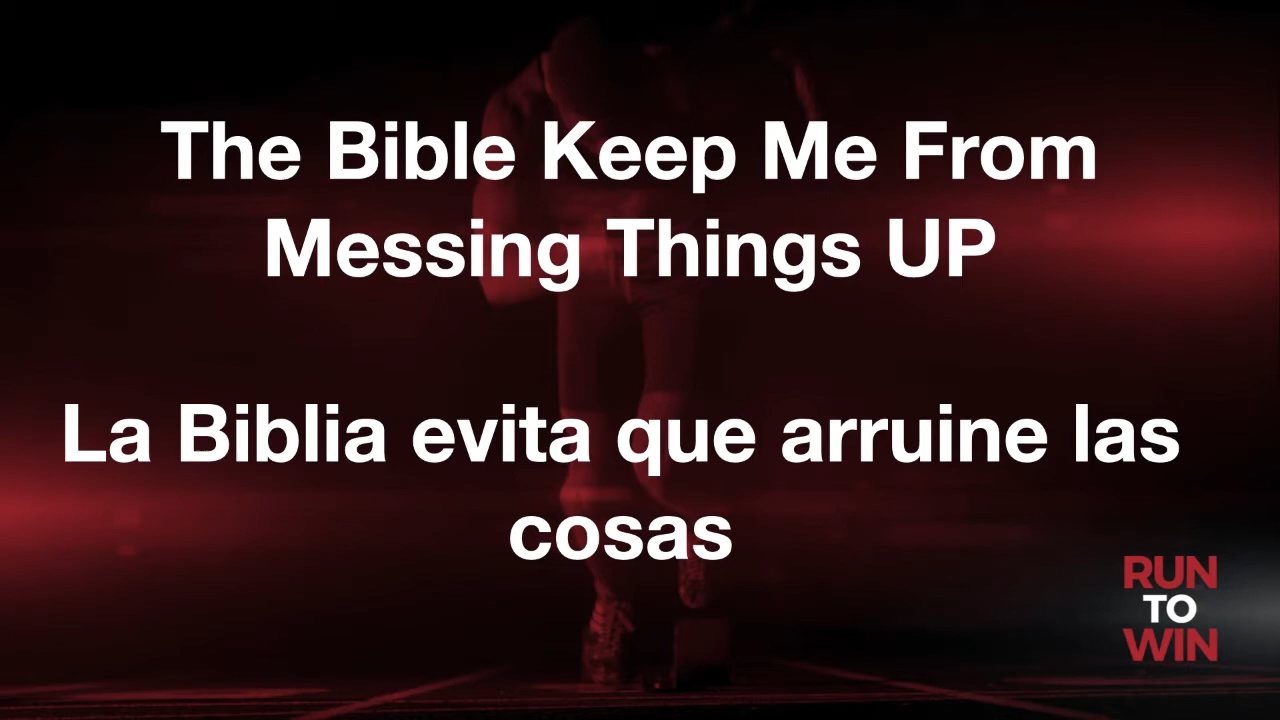 The Bible Keep Me From
Messing Things UP
La Biblia evita que arruine las
cosas
RUN
TO
WIN